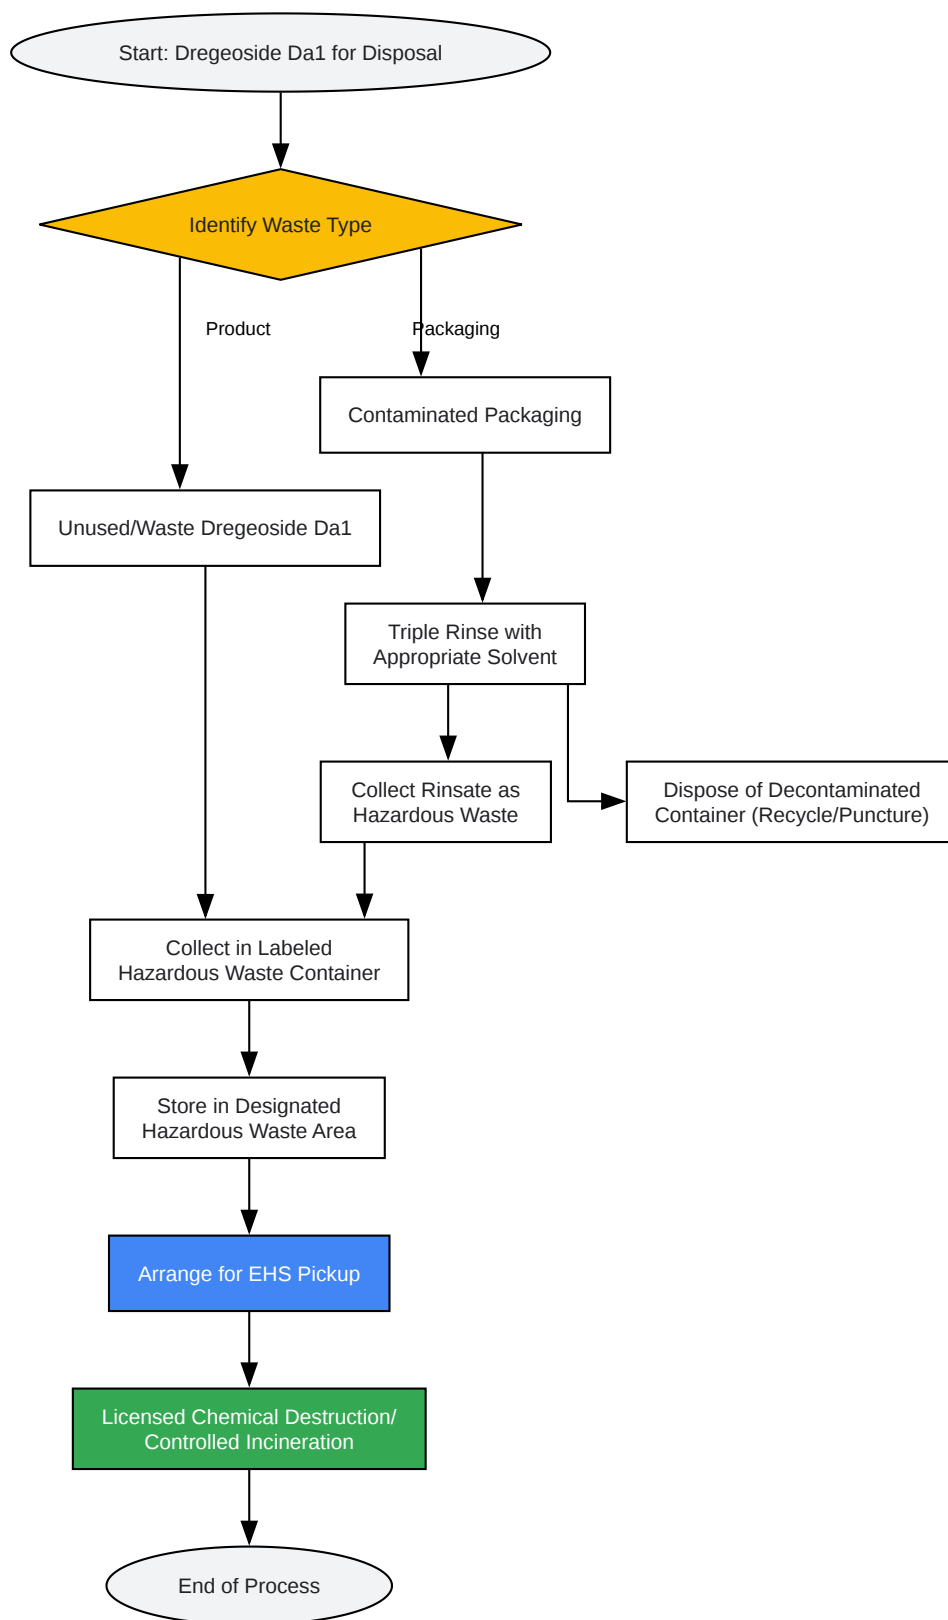 Start: Dregeoside Da1 for Disposal
Identify Waste Type
Product
Packaging
Contaminated Packaging
Unused/Waste Dregeoside Da1
Triple Rinse with
Appropriate Solvent
Collect Rinsate as
Hazardous Waste
Dispose of Decontaminated
Container (Recycle/Puncture)
Collect in Labeled
Hazardous Waste Container
Store in Designated
Hazardous Waste Area
Arrange for EHS Pickup
Licensed Chemical Destruction/
Controlled Incineration
End of Process